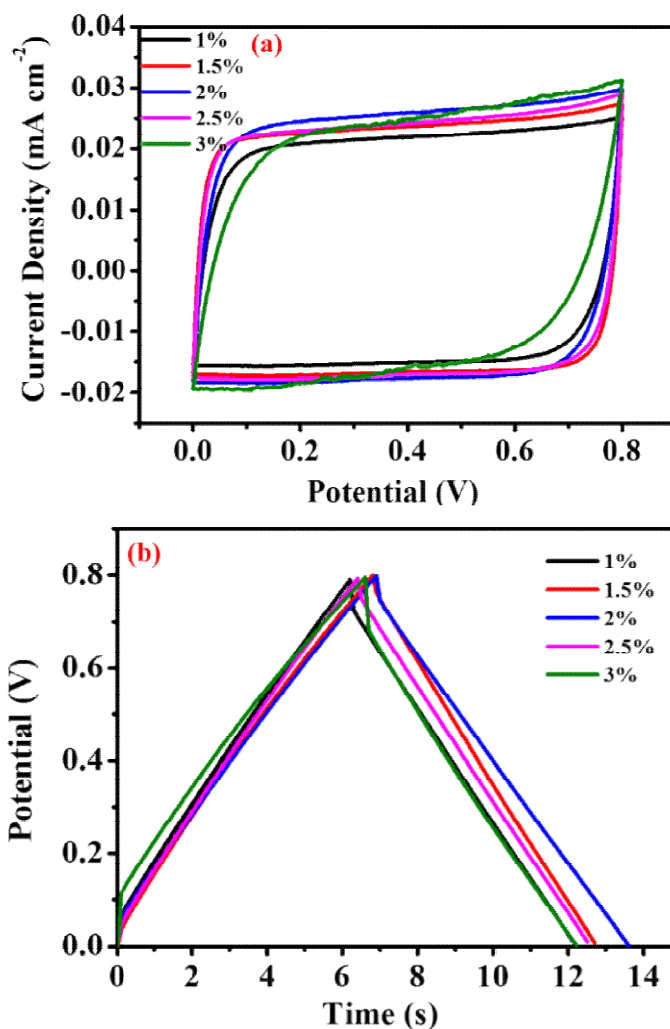 0.04
0.03
0.02
0.01
0.00
-0.01
-0.02
Current Density (mA cm-2)
(a)
1%
1.5%
2%
2.5%
3%
0.0 0.2 0.4 0.6 0.8
Potential (V)
(b)
0.8
0.6
0.4
0.2
0.0
Potential (V)
1%
1.5%
2%
2.5%
3%
0 2 4 6 8 10 12 14
Time (s)